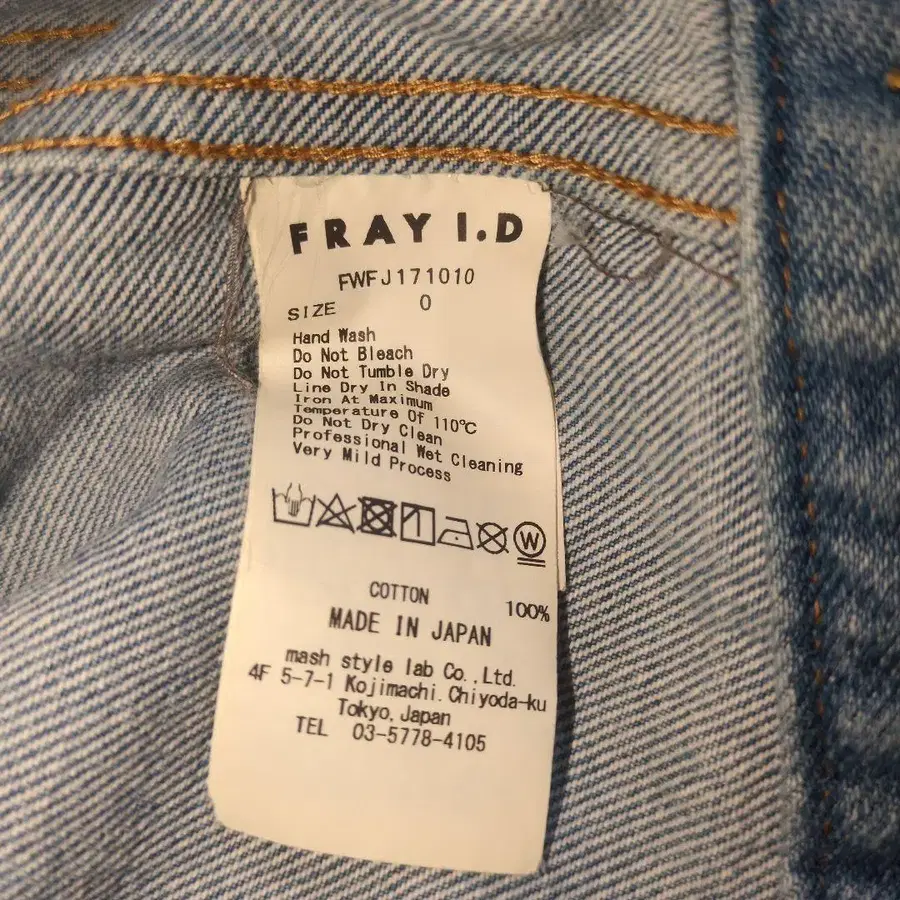 FRAY I.D
FWFJ171010
SIZE 0
Hand Wash
Do Not Bleach
Do Not Tumble Dry
Line Dry In Shade
Iron At Maximum
Temperature Of 110℃
Do Not Dry Clean
Professional Wet Cleaning
Very Mild Process
W
COTTON 100%
MADE IN JAPAN
mash style lab Co.,Ltd.
4F 5-7-1 Kojimachi.Chiyoda-ku
Tokyo,Japan
TEL 03-5778-4105